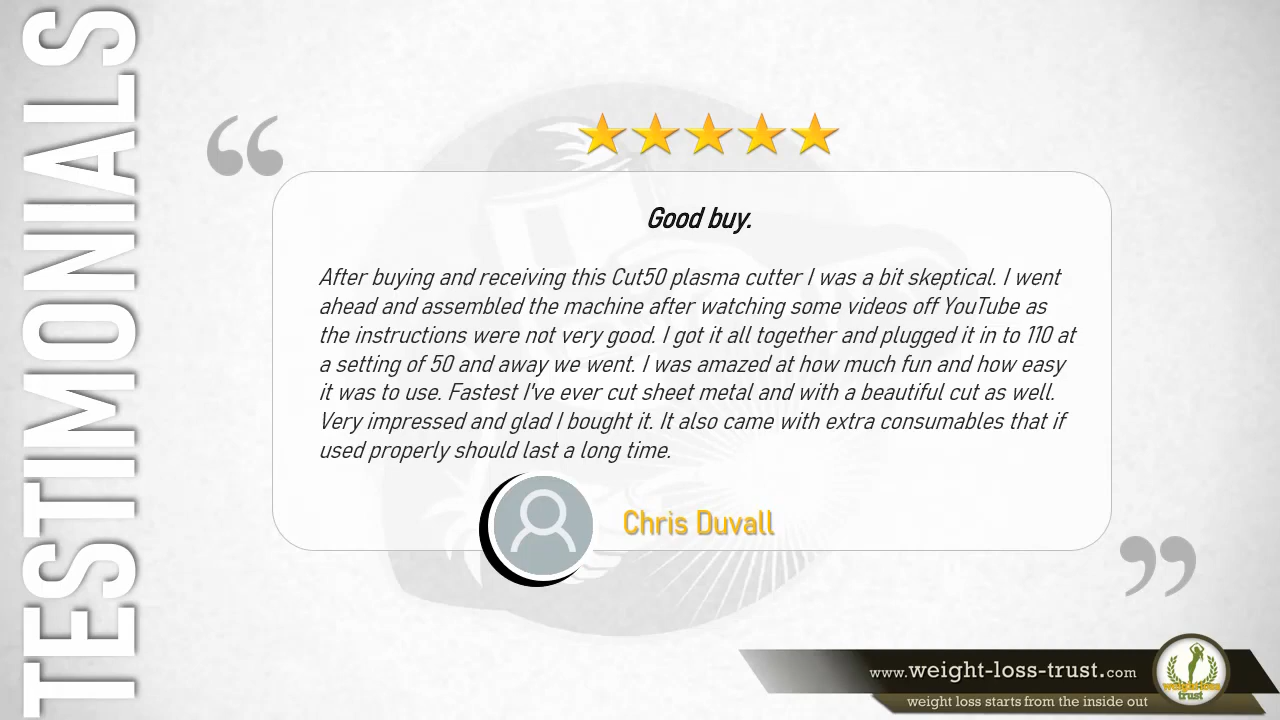 TESTIMONIALS
“
Good buy.
After buying and receiving this Cut50 plasma cutter I was a bit skeptical. I went
ahead and assembled the machine after watching some videos off YouTube as
the instructions were not very good. I got it all together and plugged it in to 110 at
a setting of 50 and away we went. I was amazed at how much fun and how easy
it was to use. Fastest I've ever cut sheet metal and with a beautiful cut as well.
Very impressed and glad I bought it. It also came with extra consumables that if
used properly should last a long time.
Chris Duvall
”
www.weight-loss-trust.com
weight loss starts from the inside out
weight loss
trust